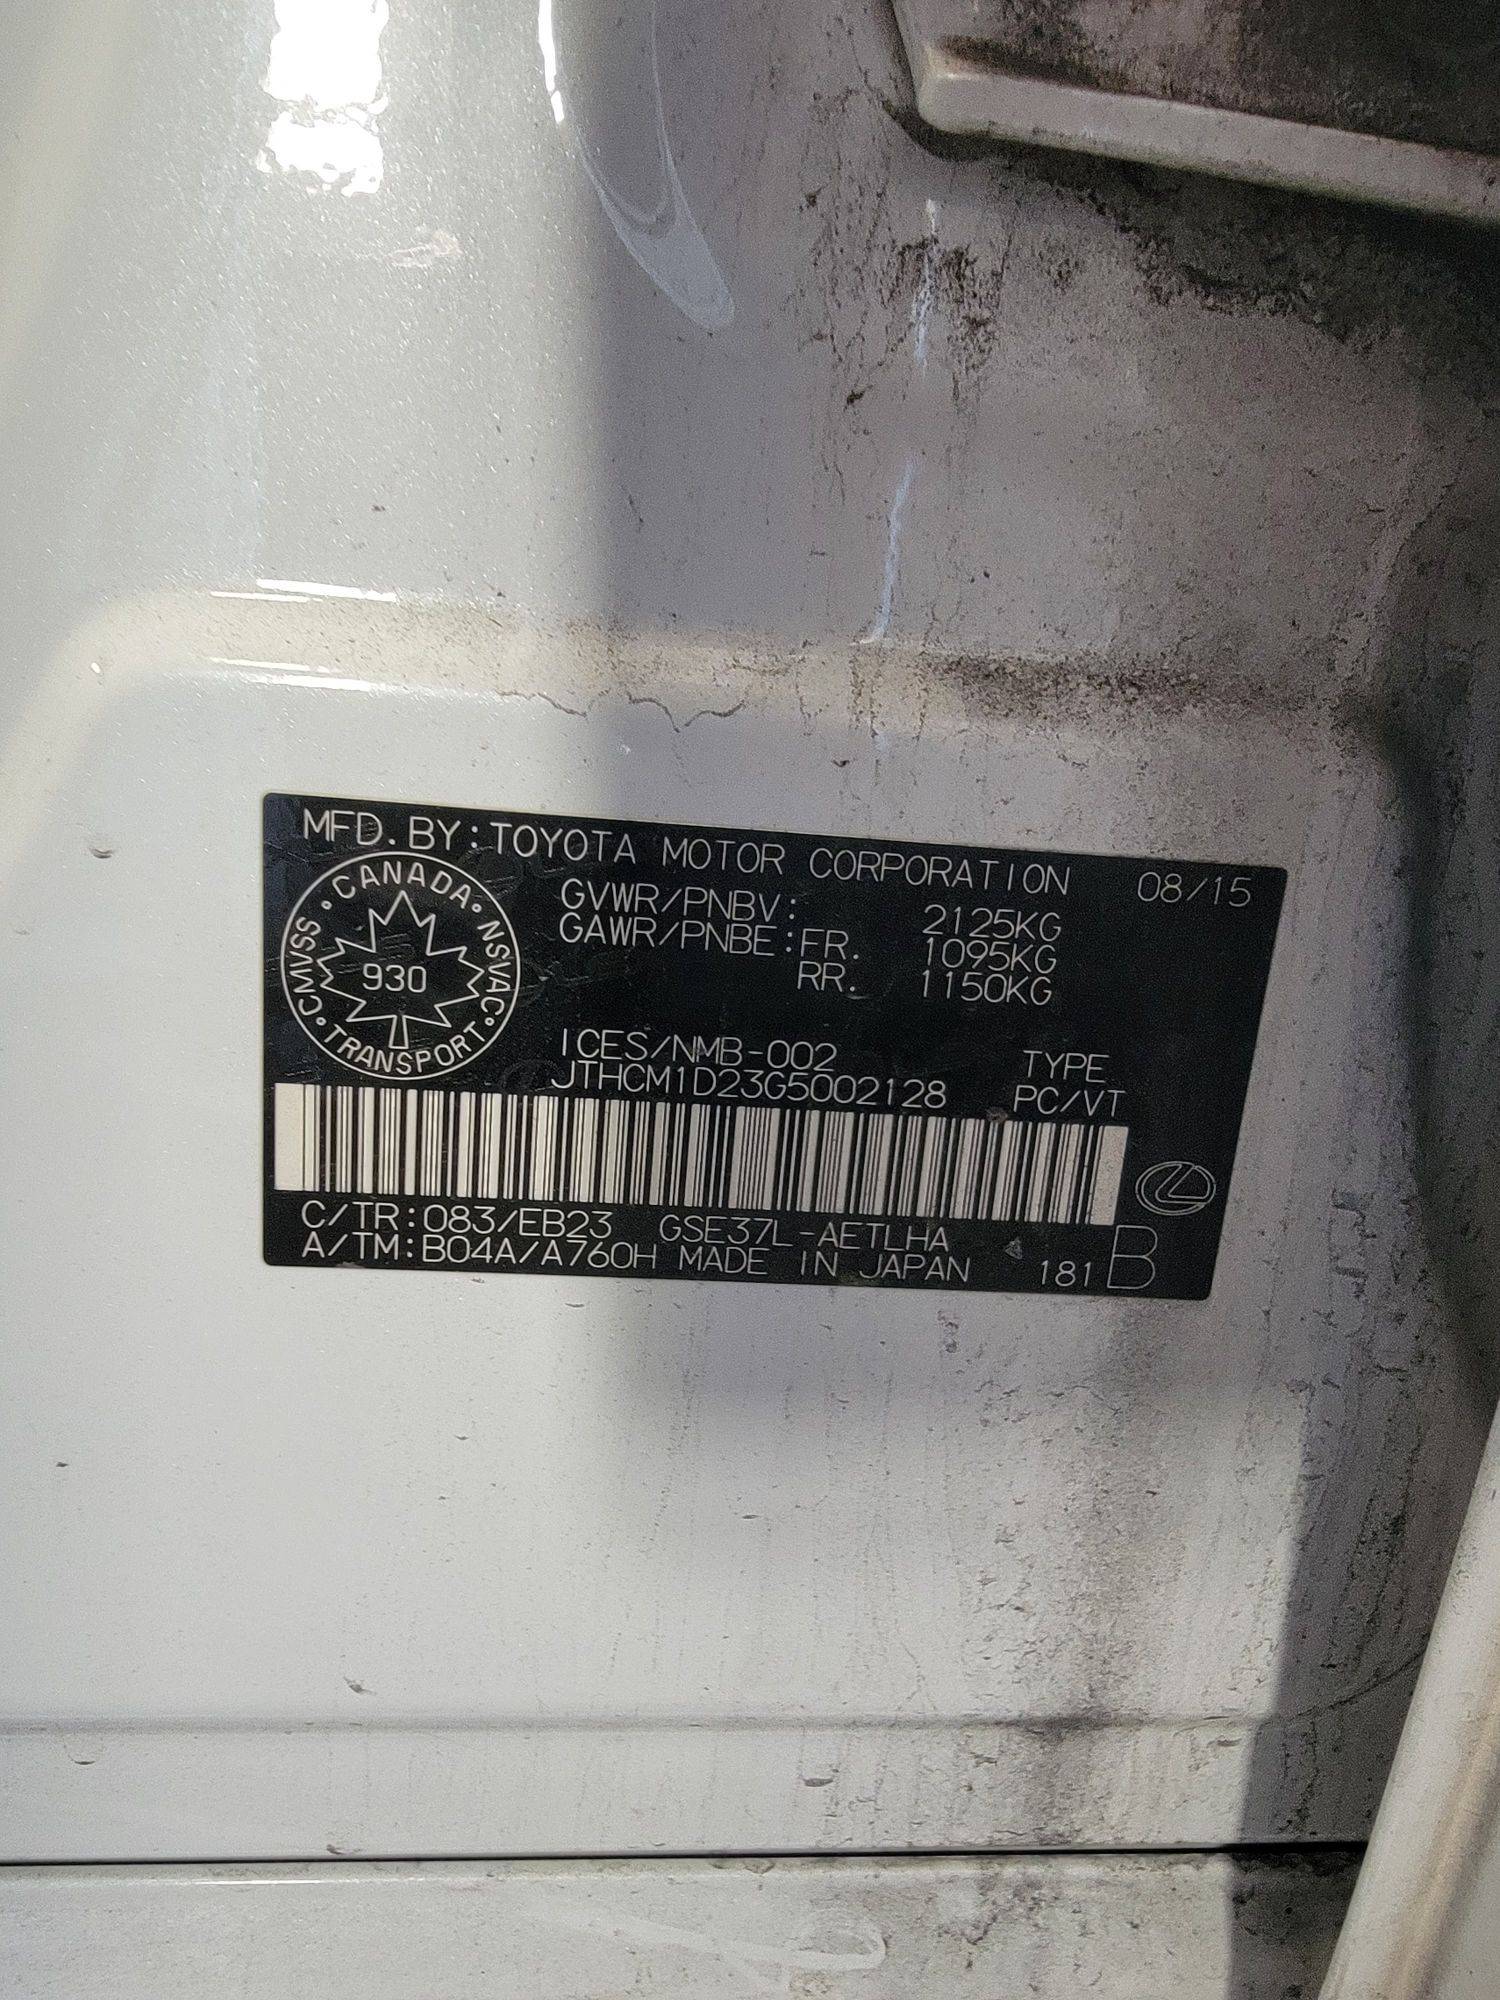 MFD. BY: TOYOTA MOTOR CORPORATION 08/15
CMVSS • CANADA • NSVAC • TRANSPORT •
930
GVWR/PNBV: 2125KG
GAWR/PNBE: FR. 1095KG
RR. 1150KG
ICES/NMB-002 TYPE
JTHCM1D23G5002128 PC/VT
C/TR: 083/EB23 GSE37L-AETLHA
A/TM: B04A/A760H MADE IN JAPAN 181 B